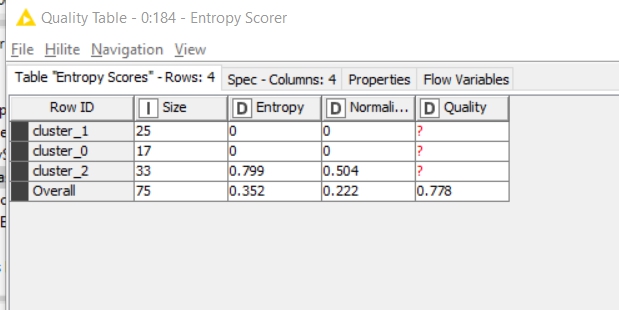 Quality Table - 0:184 - Entropy Scorer
File Hilite Navigation View
Table "Entropy Scores" - Rows: 4 Spec - Columns: 4 Properties Flow Variables
Row ID I Size D Entropy D Normali... D Quality
cluster_1 25 0 0 ?
cluster_0 17 0 0 ?
cluster_2 33 0.799 0.504 ?
Overall 75 0.352 0.222 0.778